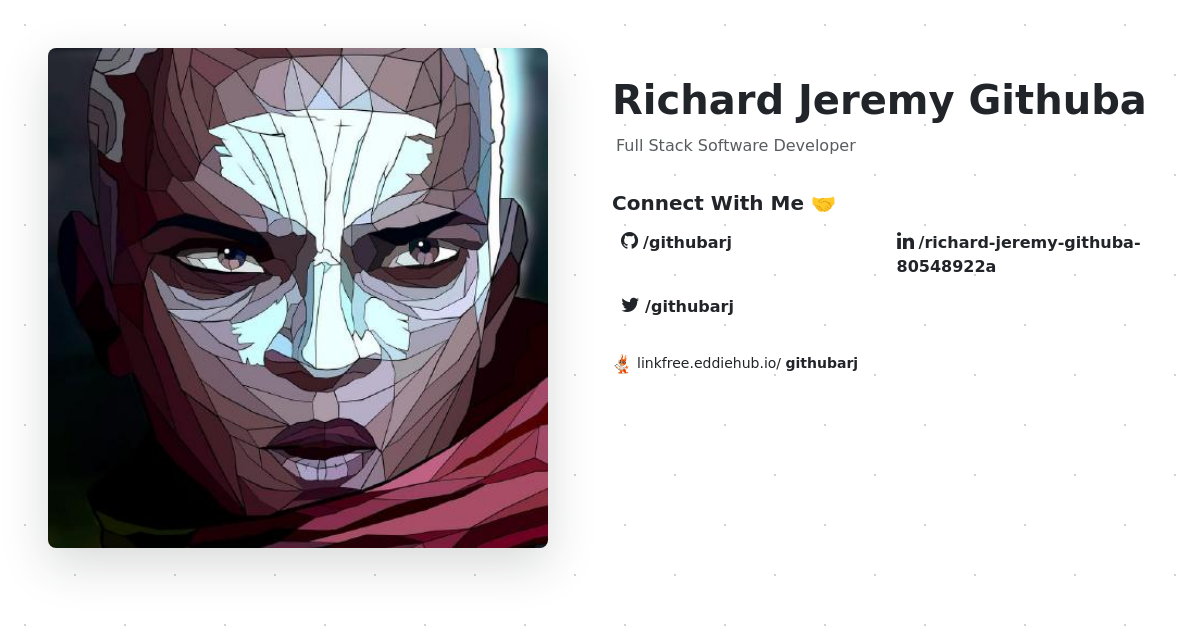 Richard Jeremy Githuba
Full Stack Software Developer
Connect With Me 🤝
/githubarj
/richard-jeremy-githuba-
80548922a
/githubarj
linkfree.eddiehub.io/ githubarj